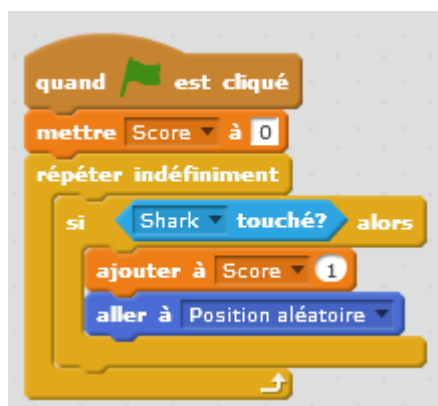 quand est cliqué
mettre Score à 0
répéter indéfiniment
si Shark touché? alors
ajouter à Score 1
aller à Position aléatoire